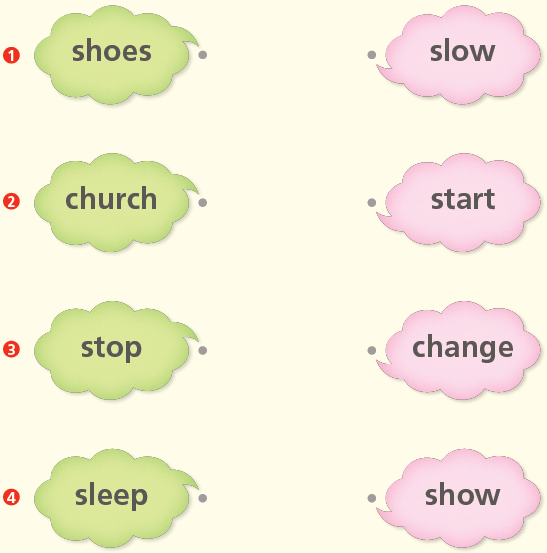 1 shoes slow
2 church start
3 stop change
4 sleep show